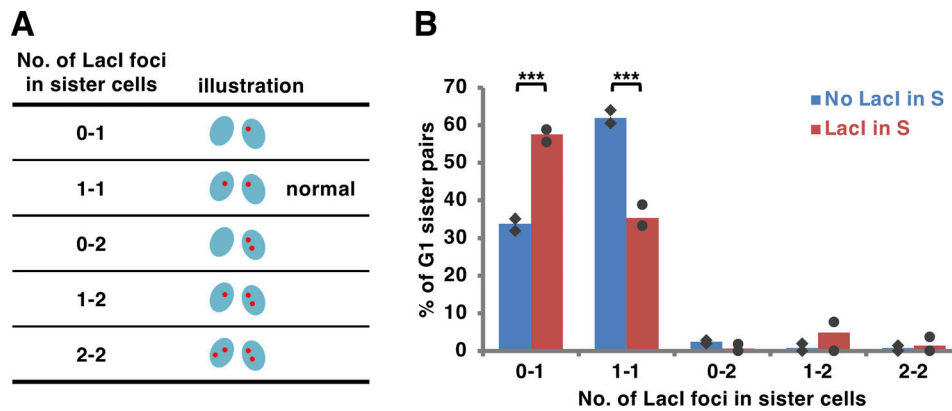 A
No. of LacI foci
in sister cells
illustration
0-1
1-1
normal
0-2
1-2
2-2
B
% of G1 sister pairs
70
60
50
40
30
20
10
0
***
***
No LacI in S
LacI in S
0-1
1-1
0-2
1-2
2-2
No. of LacI foci in sister cells